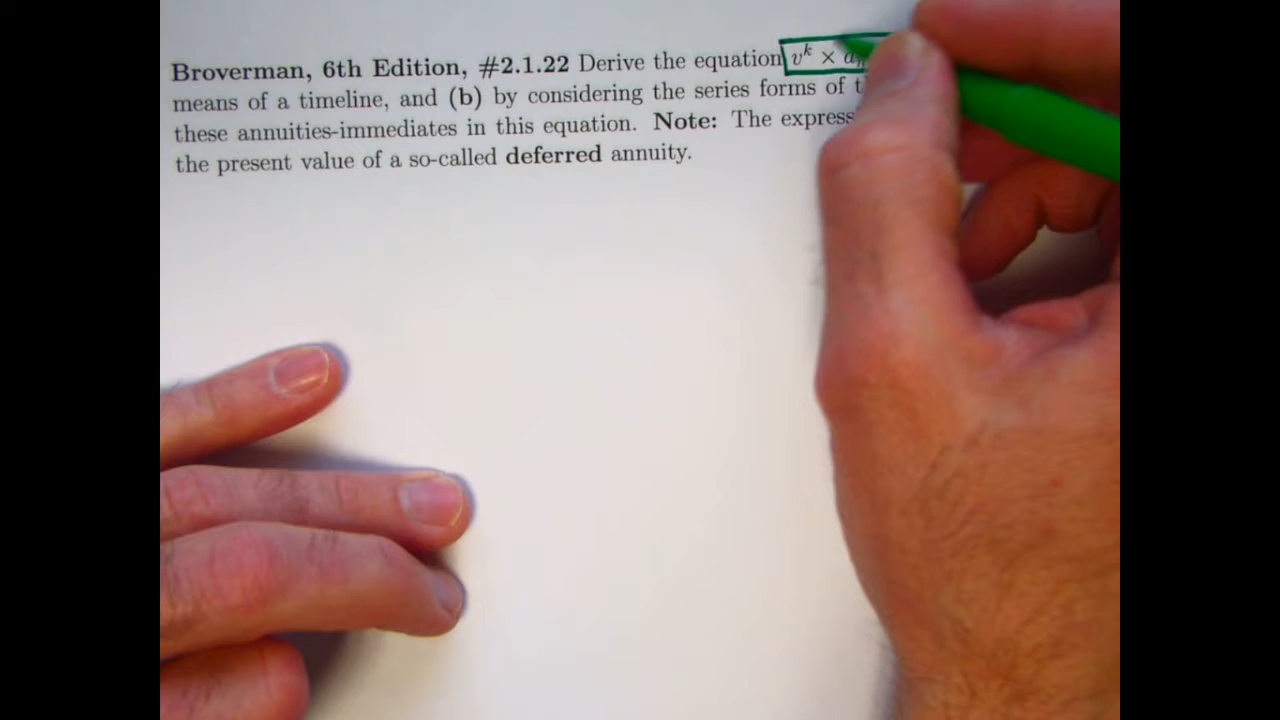 Broverman, 6th Edition, #2.1.22 Derive the equation v^k ×
means of a timeline, and (b) by considering the series forms of
these annuities-immediates in this equation. Note: The
the present value of a so-called deferred annuity.